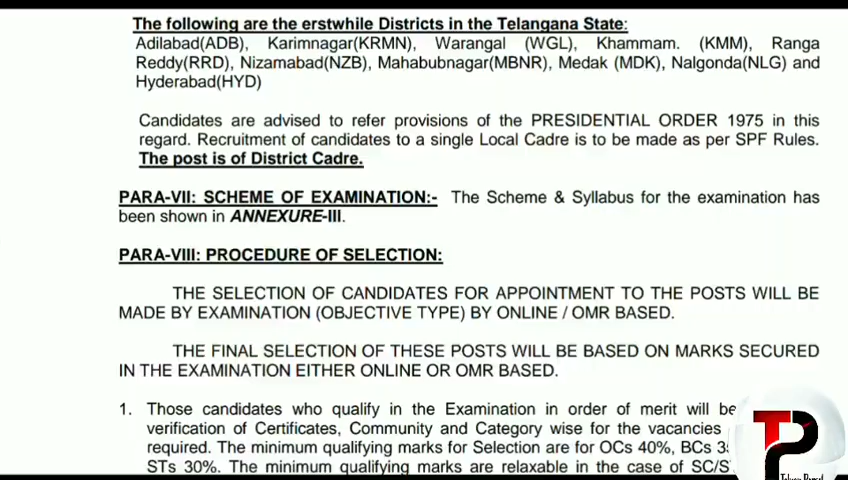 The following are the erstwhile Districts in the Telangana State:
Adilabad(ADB), Karimnagar(KRMN), Warangal (WGL), Khammam. (KMM), Ranga
Reddy(RRD), Nizamabad(NZB), Mahabubnagar(MBNR), Medak (MDK), Nalgonda(NLG) and
Hyderabad(HYD)
Candidates are advised to refer provisions of the PRESIDENTIAL ORDER 1975 in this
regard. Recruitment of candidates to a single Local Cadre is to be made as per SPF Rules.
The post is of District Cadre.
PARA-VII: SCHEME OF EXAMINATION:- The Scheme & Syllabus for the examination has
been shown in ANNEXURE-III.
PARA-VIII: PROCEDURE OF SELECTION:
THE SELECTION OF CANDIDATES FOR APPOINTMENT TO THE POSTS WILL BE
MADE BY EXAMINATION (OBJECTIVE TYPE) BY ONLINE / OMR BASED.
THE FINAL SELECTION OF THESE POSTS WILL BE BASED ON MARKS SECURED
IN THE EXAMINATION EITHER ONLINE OR OMR BASED.
1. Those candidates who qualify in the Examination in order of merit will be
verification of Certificates, Community and Category wise for the vacancies
required. The minimum qualifying marks for Selection are for OCs 40%, BCs 3
STs 30%. The minimum qualifying marks are relaxable in the case of SC/S
TP